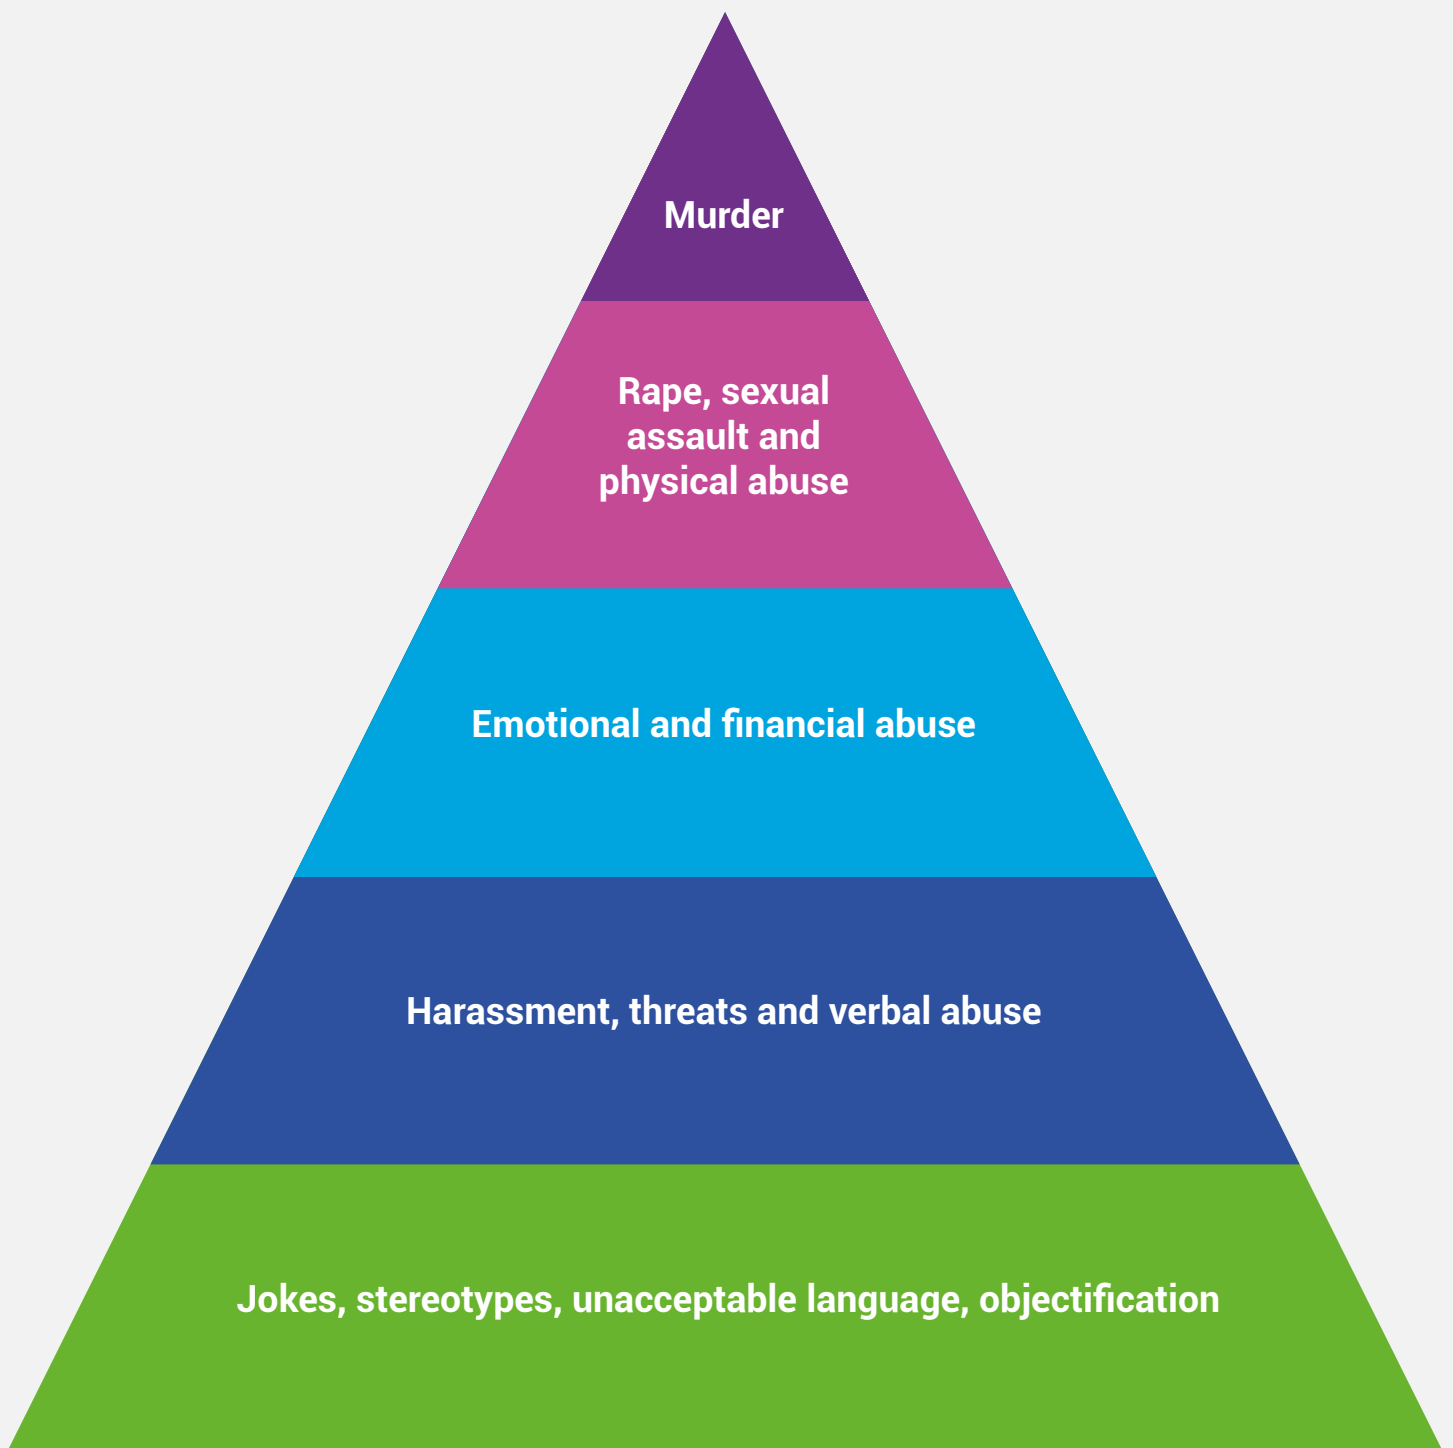 Murder
Rape, sexual
assault and
physical abuse
Emotional and financial abuse
Harassment, threats and verbal abuse
Jokes, stereotypes, unacceptable language, objectification